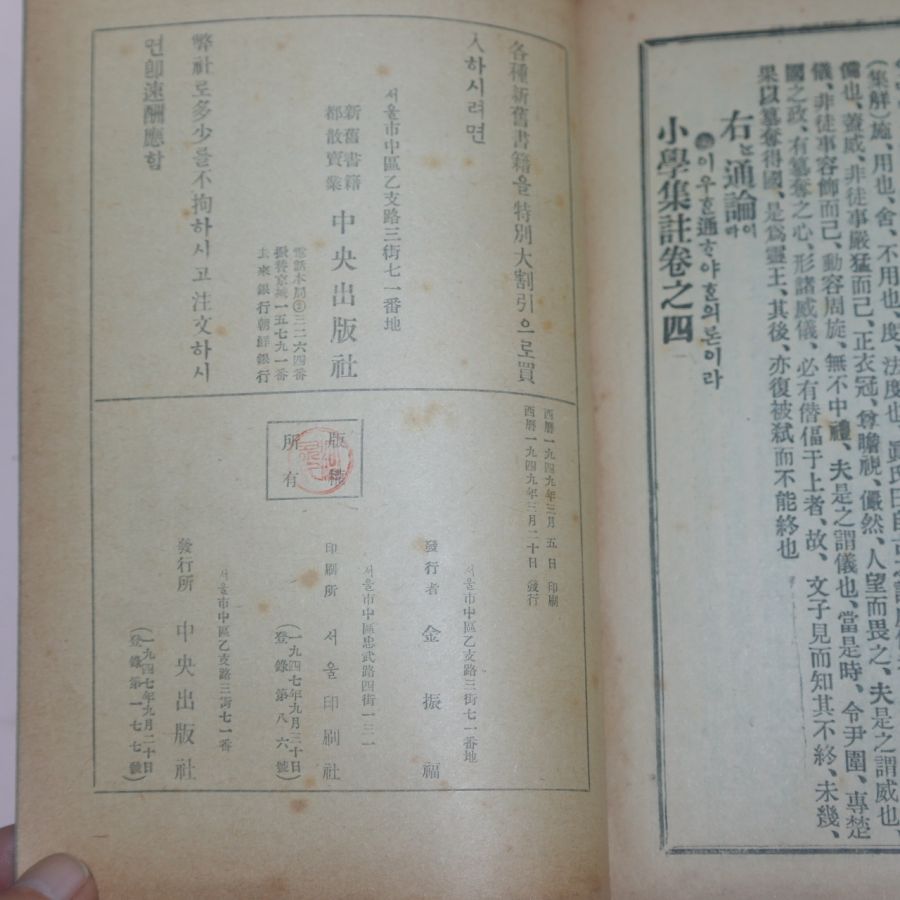 (集解)施、用也、舍、不用也、度、法度也、
備也、蓋威、非徒事嚴猛而己、正衣冠、尊瞻視、儼然、人望而畏之、夫是之謂威也、
儀、非徒事容飾而己、動容周旋、無不中禮、夫是之謂儀也、當是時、令尹圍、專楚
國之政、有簒奪之心、形諸威儀、必有僭偪于上者、故、文子見而知其不終、未幾、
果以簒奪得國、是爲靈王、其後、亦復被弑而不能終也
右는通論이라
이우흔通한야흔의론이라
小學集註卷之四
各種新舊書籍을特別大割引으로買
入하시려면
서울市中區乙支路三街七一番地
新舊書籍
都散賣業
中央出版社
電話本局②三二六四番
振替京城一五七九一番
去來銀行朝鮮銀行
弊社로多少를不拘하시고注文하시
면卽速酬應함
西曆一九四九年三月五日 印刷
西曆一九四九年三月二十日 發行
版權
所有
서울市中區乙支路三街七一番地
發行者 金振福
서울市中區忠武路四街一三一
印刷所 서울印刷社
(一九四七年九月三十日
登錄第八六號)
서울市中區乙支路三街七一番
發行所 中央出版社
(一九四七年九月二十日
登錄第一七七號)